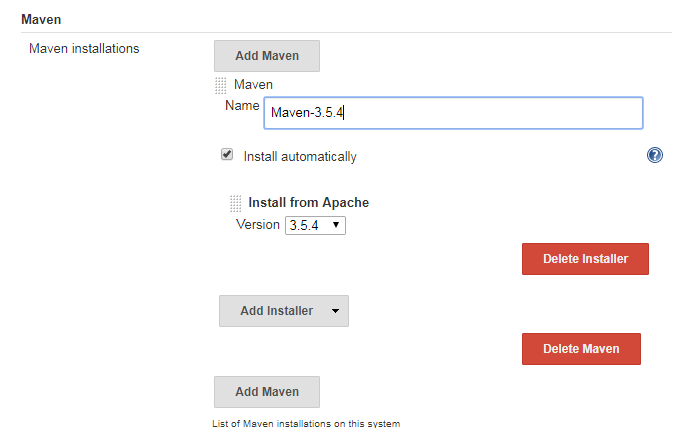 Maven
Maven installations
Add Maven
Maven
Name Maven-3.5.4
Install automatically
Install from Apache
Version 3.5.4
Delete Installer
Add Installer
Delete Maven
Add Maven
List of Maven installations on this system